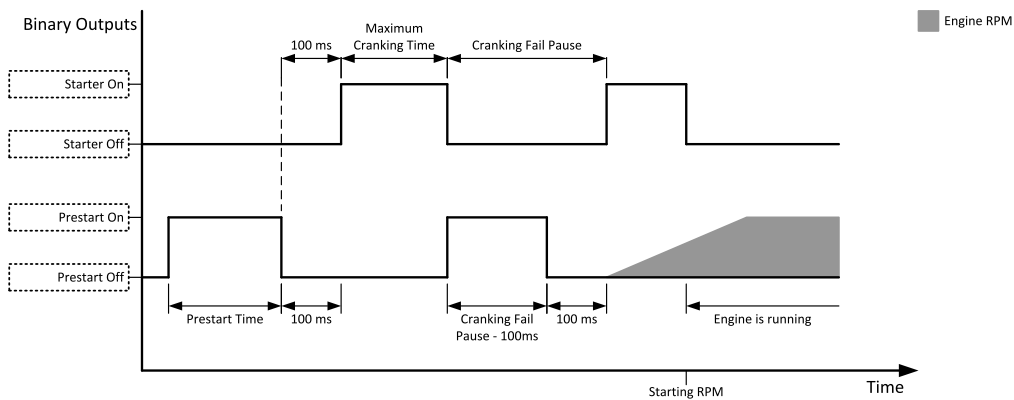 Binary Outputs
Engine RPM
Maximum
Cranking Time
100 ms
Cranking Fail Pause
Starter On
Starter Off
Prestart On
Prestart Off
Prestart Time
100 ms
Cranking Fail
Pause - 100ms
100 ms
Engine is running
Starting RPM
Time